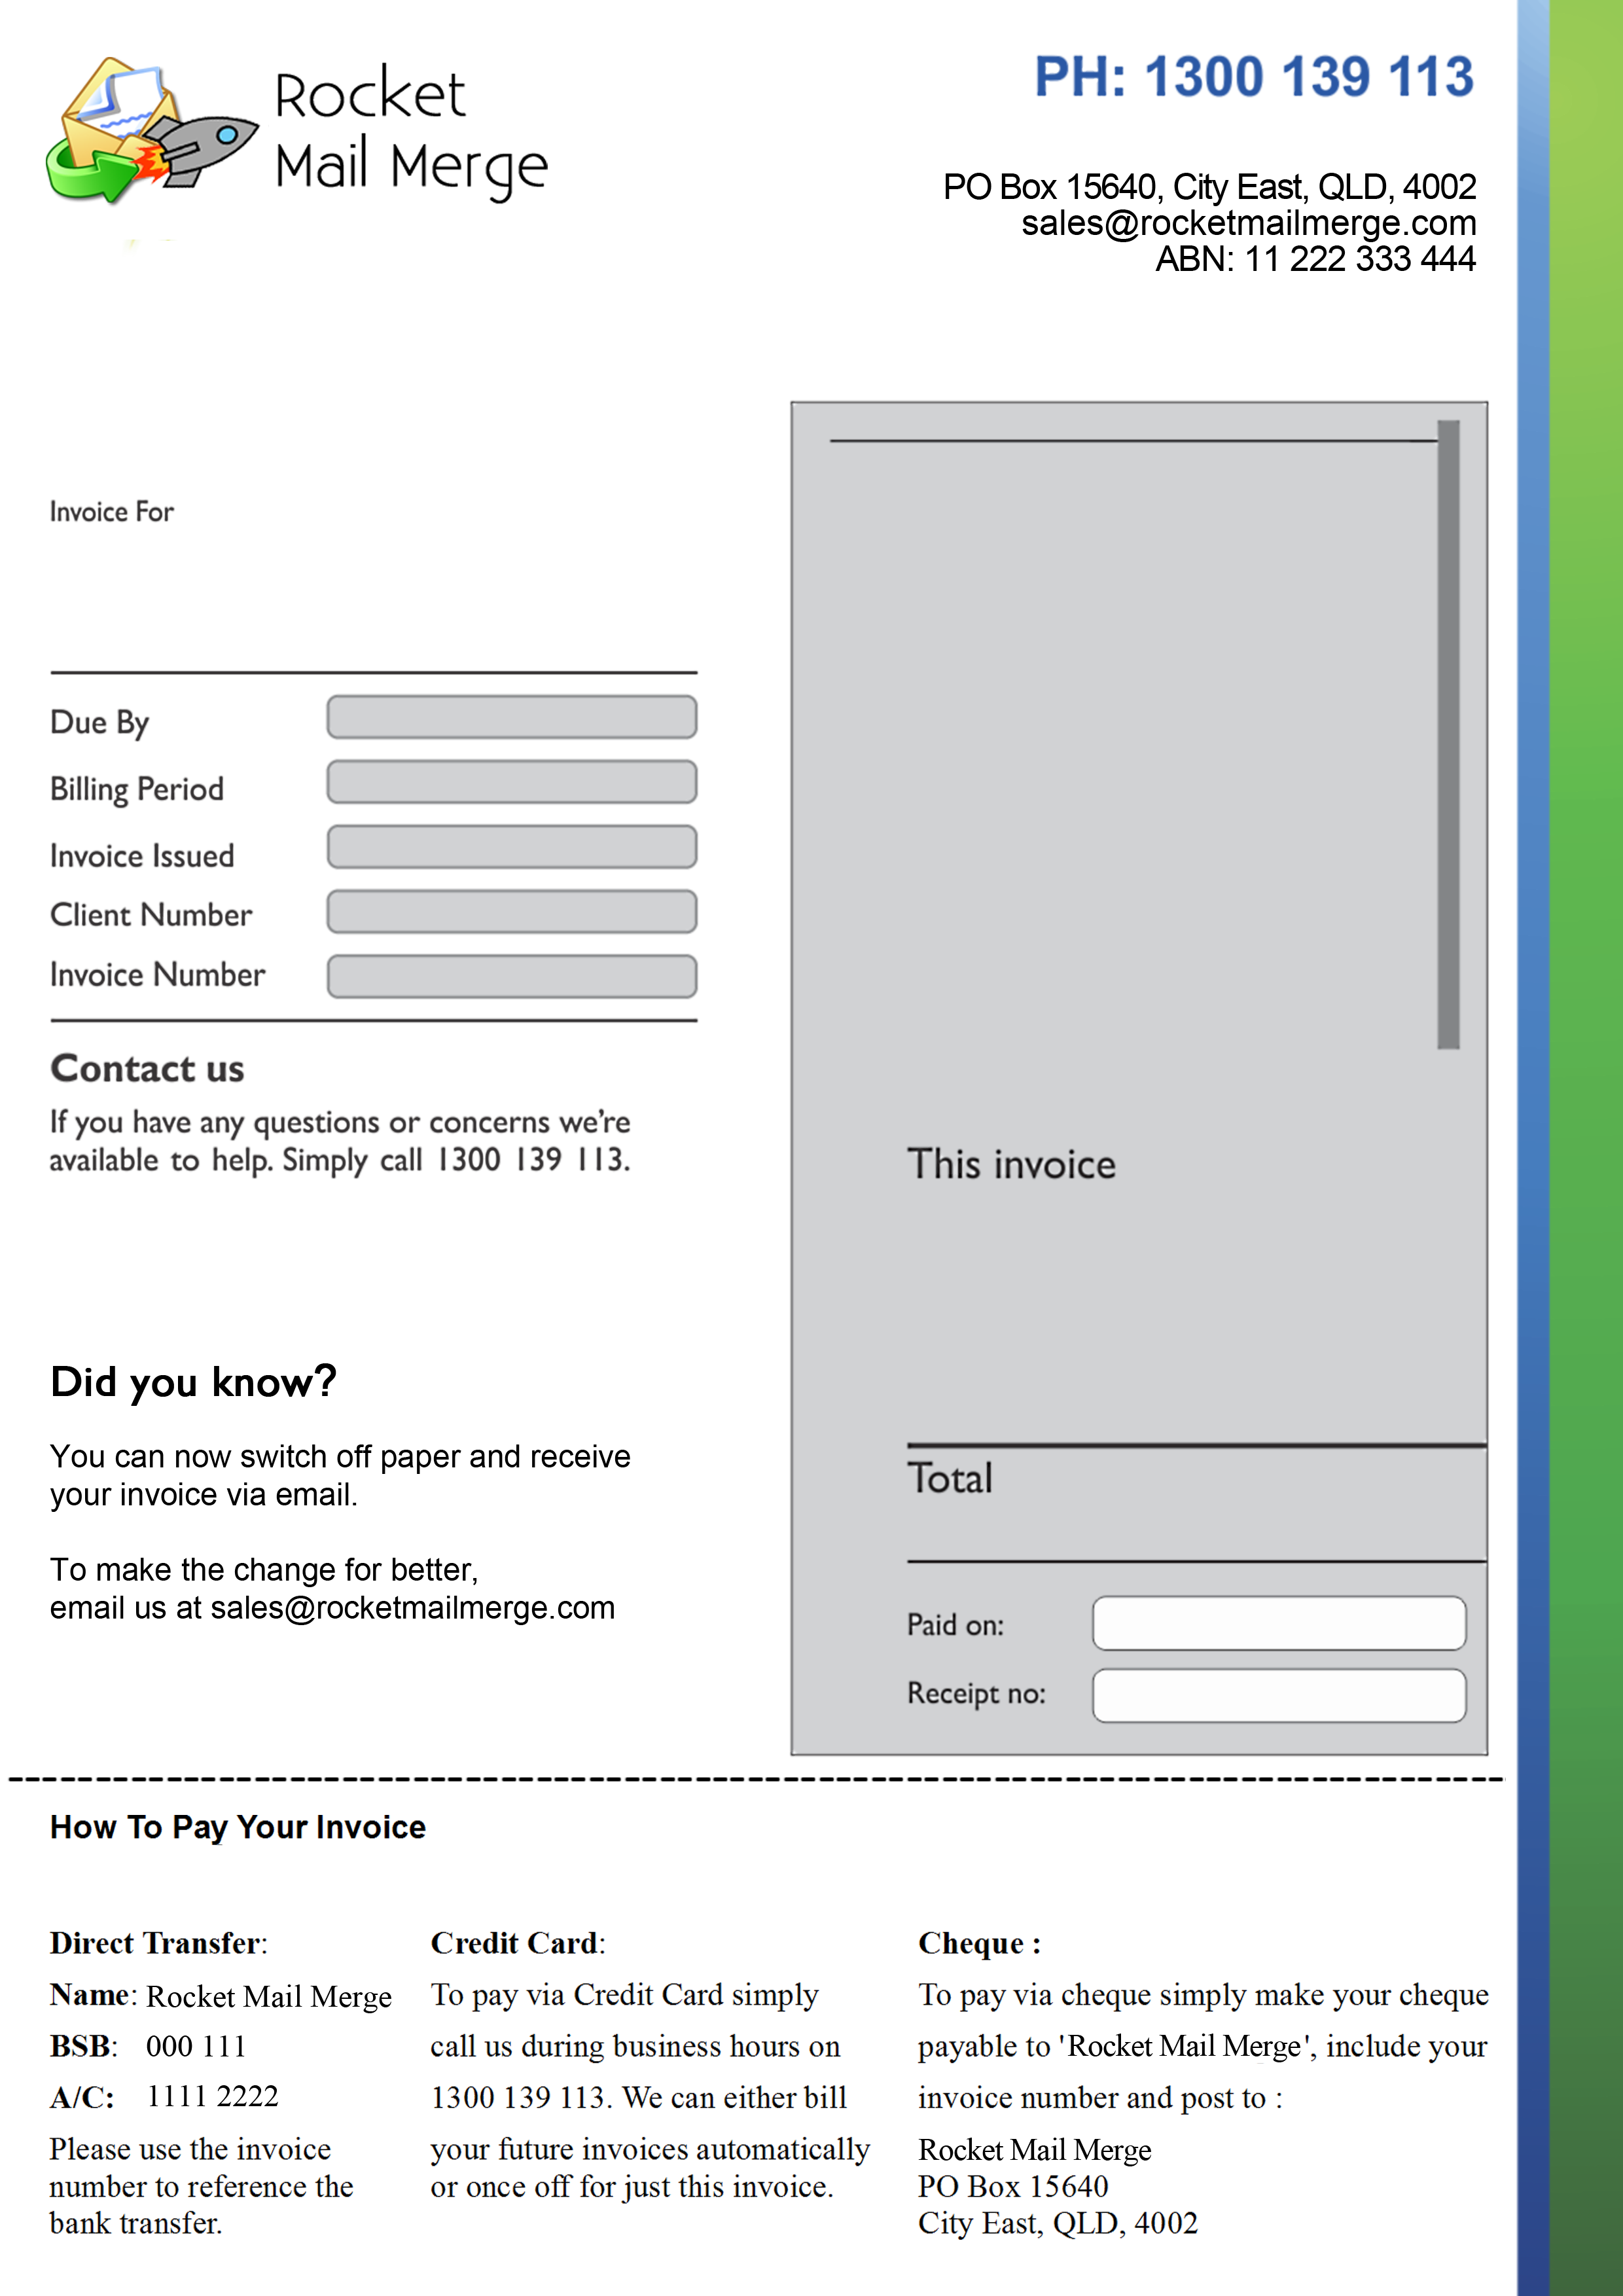 Rocket
Mail Merge
PH: 1300 139 113
PO Box 15640, City East, QLD, 4002
sales@rocketmailmerge.com
ABN: 11 222 333 444
Invoice For
Due By
Billing Period
Invoice Issued
Client Number
Invoice Number
Contact us
If you have any questions or concerns we're
available to help. Simply call 1300 139 113.
Did you know?
You can now switch off paper and receive
your invoice via email.
To make the change for better,
email us at sales@rocketmailmerge.com
This invoice
Total
Paid on:
Receipt no:
How To Pay Your Invoice
Direct Transfer:
Name: Rocket Mail Merge
BSB: 000 111
A/C: 1111 2222
Please use the invoice
number to reference the
bank transfer.
Credit Card:
To pay via Credit Card simply
call us during business hours on
1300 139 113. We can either bill
your future invoices automatically
or once off for just this invoice.
Cheque :
To pay via cheque simply make your cheque
payable to 'Rocket Mail Merge', include your
invoice number and post to :
Rocket Mail Merge
PO Box 15640
City East, QLD, 4002